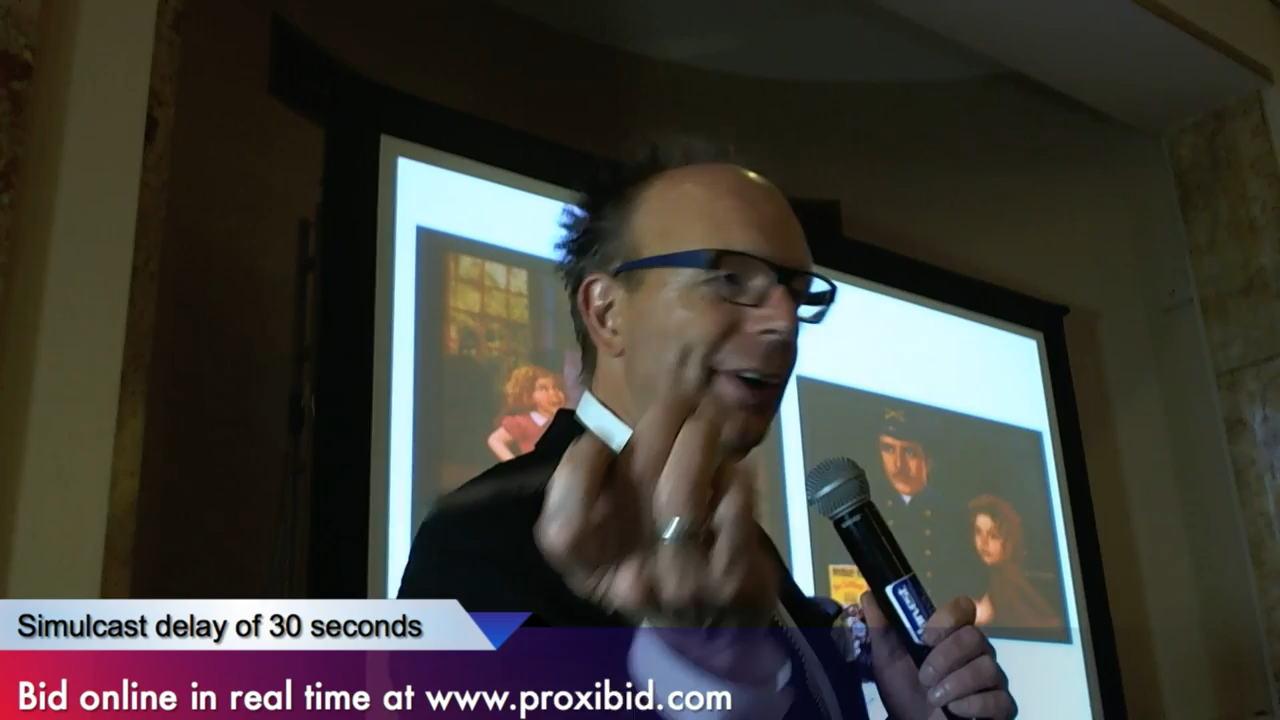 Simulcast delay of 30 seconds
Bid online in real time at www.proxibid.com